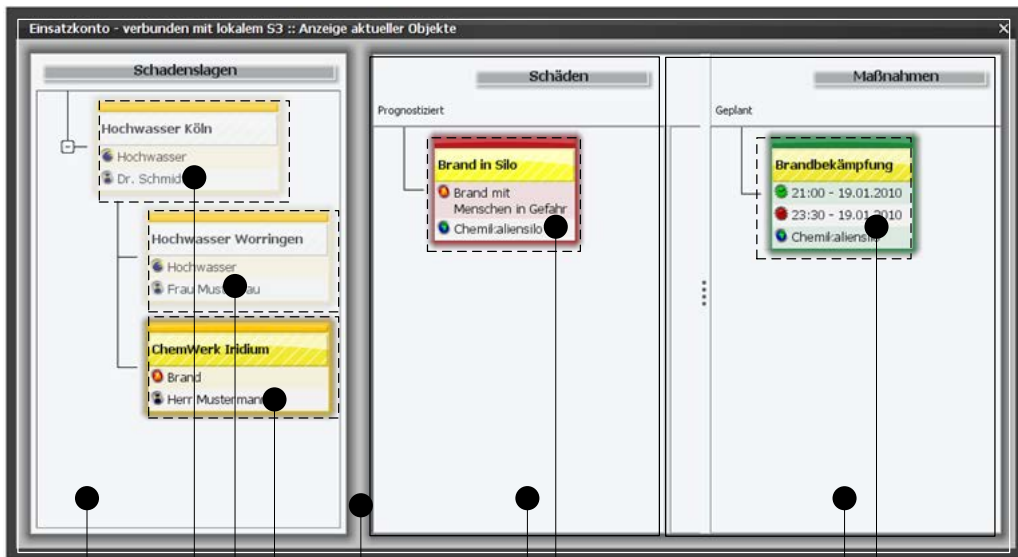 Einsatzkonto - verbunden mit lokalem S3 :: Anzeige aktueller Objekte
Schadenslagen
Hochwasser Köln
Hochwasser
Dr. Schmid
Hochwasser Worringen
Hochwasser
Frau
ChemWerk Iridium
Brand
Herr Mustermann
Schäden
Prognostiziert
Brand in Silo
Brand mit
Menschen in Gefahr
Chemikaliensilo
Maßnahmen
Geplant
Brandbekämpfung
21:00 - 19.01.2010
23:30 - 19.01.2010
Chemikaliensilo